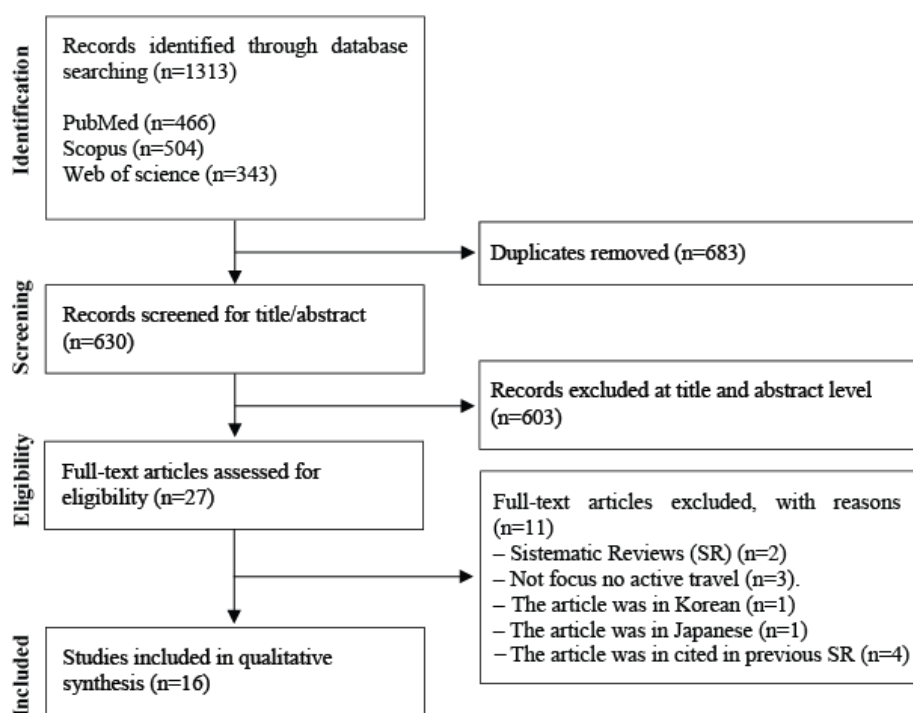 Identification
Records identified through database
searching (n=1313)
PubMed (n=466)
Scopus (n=504)
Web of science (n=343)
Duplicates removed (n=683)
Screening
Records screened for title/abstract
(n=630)
Records excluded at title and abstract level
(n=603)
Eligibility
Full-text articles assessed for
eligibility (n=27)
Full-text articles excluded, with reasons
(n=11)
– Sistematic Reviews (SR) (n=2)
– Not focus no active travel (n=3).
– The article was in Korean (n=1)
– The article was in Japanese (n=1)
– The article was in cited in previous SR (n=4)
Included
Studies included in qualitative
synthesis (n=16)